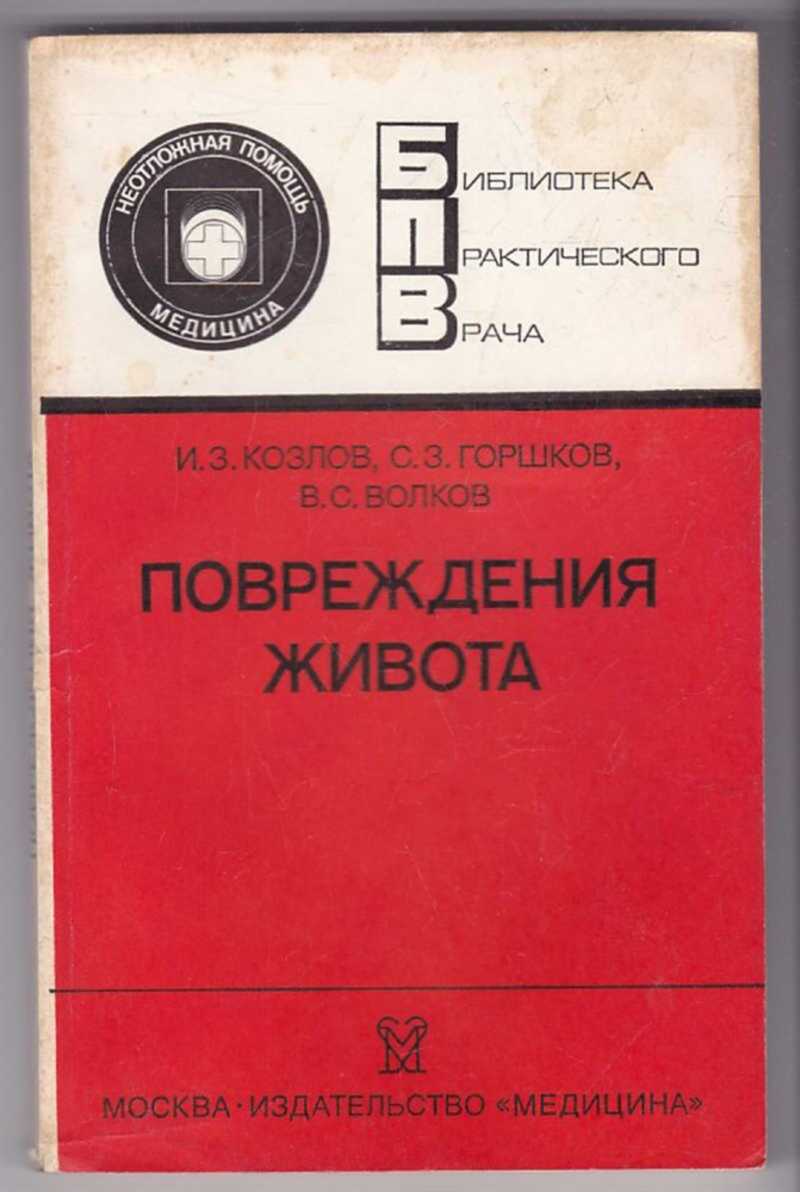 НЕОТЛОЖНАЯ ПОМОЩЬ
МЕДИЦИНА
БИБЛИОТЕКА
ПРАКТИЧЕСКОГО
ВРАЧА
И.З.КОЗЛОВ, С.З.ГОРШКОВ,
В.С.ВОЛКОВ
ПОВРЕЖДЕНИЯ
ЖИВОТА
МОСКВА·ИЗДАТЕЛЬСТВО «МЕДИЦИНА»